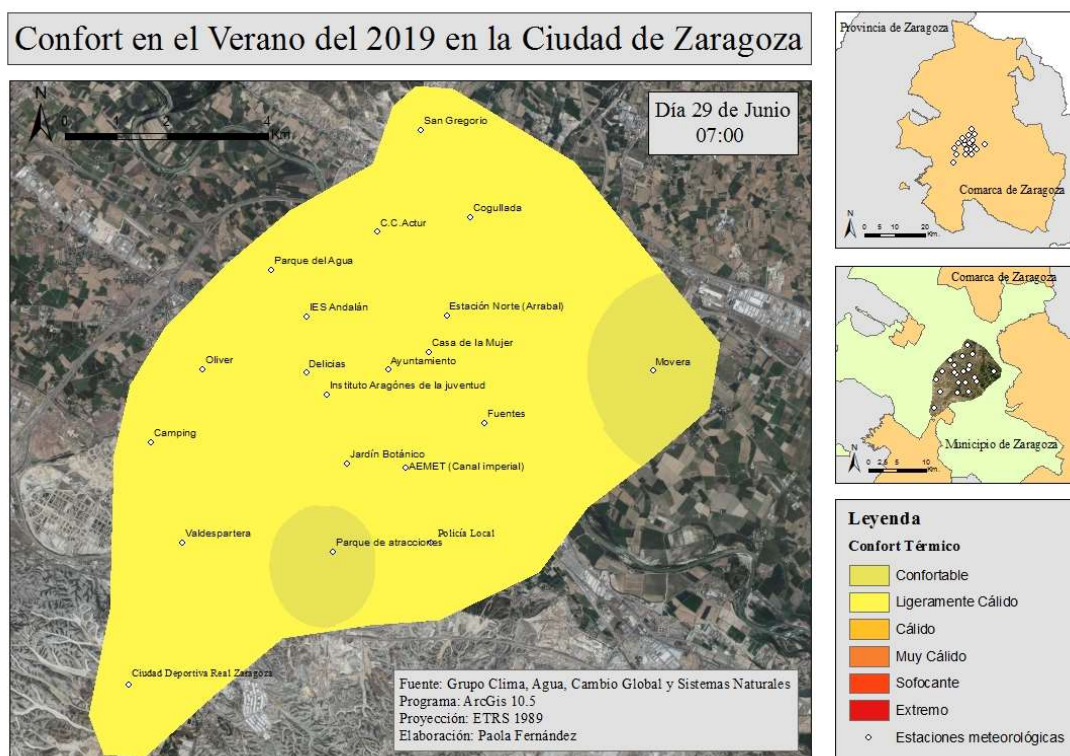 Confort en el Verano del 2019 en la Ciudad de Zaragoza
Día 29 de Junio
07:00
N
0 1 2 4
Km.
San Gregorio
Cogullada
C.C.Actur
Parque del Agua
IES Andalán
Estación Norte (Arrabal)
Casa de la Mujer
Oliver
Delicias
Ayuntamiento
Movera
Instituto Aragónes de la juventud
Fuentes
Camping
Jardín Botánico
AEMET (Canal imperial)
Valdespartera
Parque de atracciones
Policía Local
Ciudad Deportiva Real Zaragoza
Fuente: Grupo Clima, Agua, Cambio Global y Sistemas Naturales
Programa: ArcGis 10.5
Proyección: ETRS 1989
Elaboración: Paola Fernández
Provincia de Zaragoza
Comarca de Zaragoza
N
0 5 10 20
Km.
Comarca de Zaragoza
Municipio de Zaragoza
N
0 2,5 5 10
Km.
Leyenda
Confort Térmico
Confortable
Ligeramente Cálido
Cálido
Muy Cálido
Sofocante
Extremo
Estaciones meteorológicas